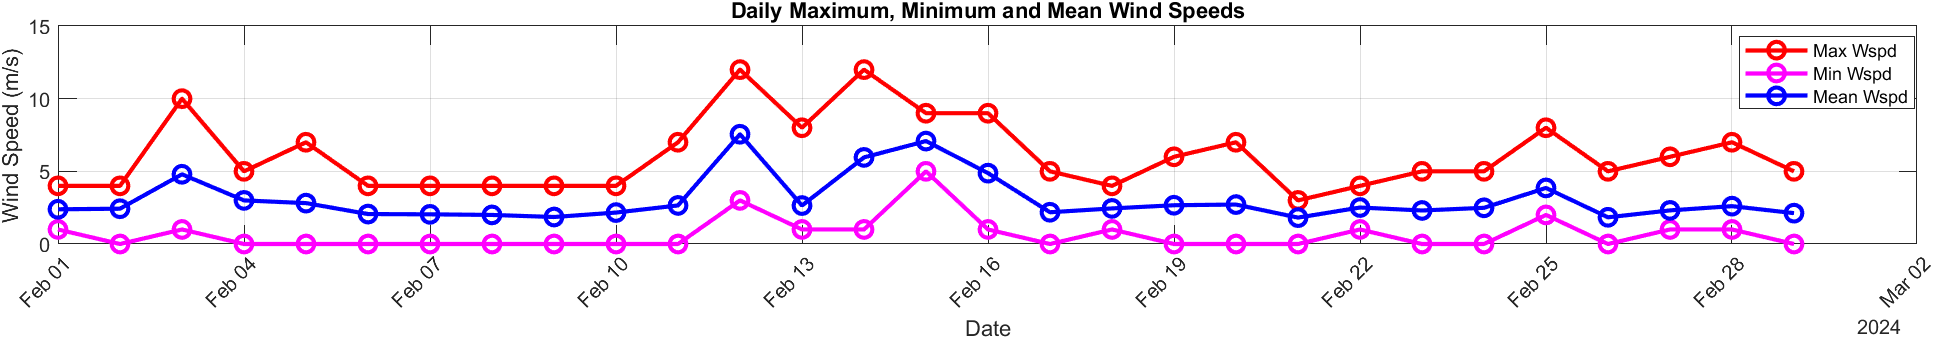 Daily Maximum, Minimum and Mean Wind Speeds
Wind Speed (m/s)
15
10
5
0
Max Wspd
Min Wspd
Mean Wspd
Feb 01
Feb 04
Feb 07
Feb 10
Feb 13
Feb 16
Feb 19
Feb 22
Feb 25
Feb 28
Mar 02
Date
2024